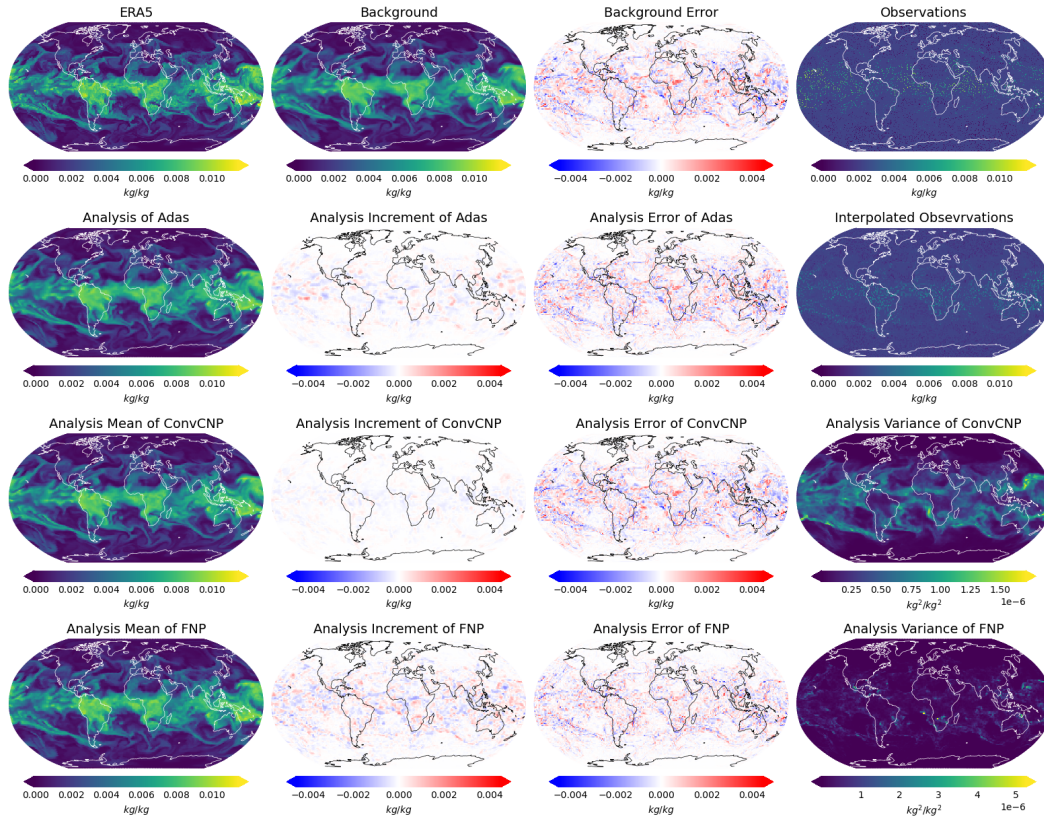 ERA5 Background Background Error Observations
0.000 0.002 0.004 0.006 0.008 0.010 0.000 0.002 0.004 0.006 0.008 0.010 −0.004 −0.002 0.000 0.002 0.004 0.000 0.002 0.004 0.006 0.008 0.010
kg/kg kg/kg kg/kg kg/kg
Analysis of Adas Analysis Increment of Adas Analysis Error of Adas Interpolated Obsevrvations
0.000 0.002 0.004 0.006 0.008 0.010 −0.004 −0.002 0.000 0.002 0.004 −0.004 −0.002 0.000 0.002 0.004 0.000 0.002 0.004 0.006 0.008 0.010
kg/kg kg/kg kg/kg kg/kg
Analysis Mean of ConvCNP Analysis Increment of ConvCNP Analysis Error of ConvCNP Analysis Variance of ConvCNP
0.000 0.002 0.004 0.006 0.008 0.010 −0.004 −0.002 0.000 0.002 0.004 −0.004 −0.002 0.000 0.002 0.004 0.25 0.50 0.75 1.00 1.25 1.50
kg/kg kg/kg kg/kg kg²/kg² 1e−6
Analysis Mean of FNP Analysis Increment of FNP Analysis Error of FNP Analysis Variance of FNP
0.000 0.002 0.004 0.006 0.008 0.010 −0.004 −0.002 0.000 0.002 0.004 −0.004 −0.002 0.000 0.002 0.004 1 2 3 4 5
kg/kg kg/kg kg/kg kg²/kg² 1e−6